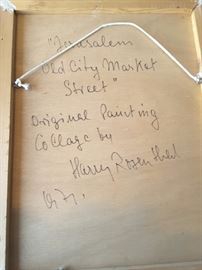 "Jerusalem
Old City Market
Street"
Original Painting
Collage by
Harry Rosenthal